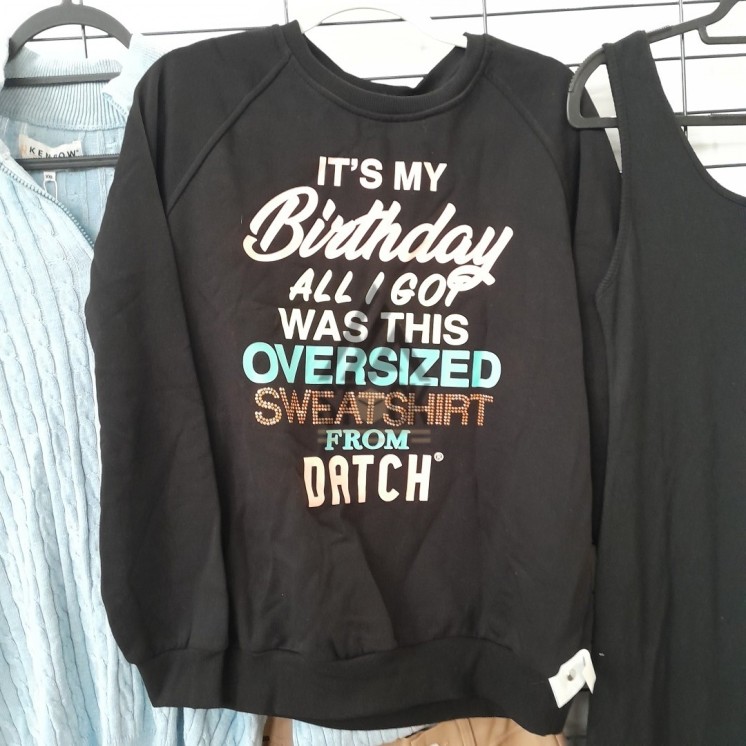 IT'S MY
Birthday
ALL I GOT
WAS THIS
OVERSIZED
SWEATSHIRT
FROM
DATCH®